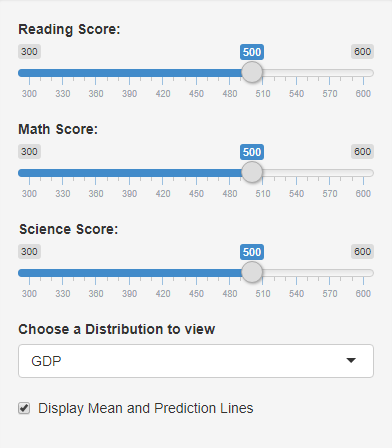 Reading Score:
300 500 600
300 330 360 390 420 450 480 510 540 570 600
Math Score:
300 500 600
300 330 360 390 420 450 480 510 540 570 600
Science Score:
300 500 600
300 330 360 390 420 450 480 510 540 570 600
Choose a Distribution to view
GDP
Display Mean and Prediction Lines